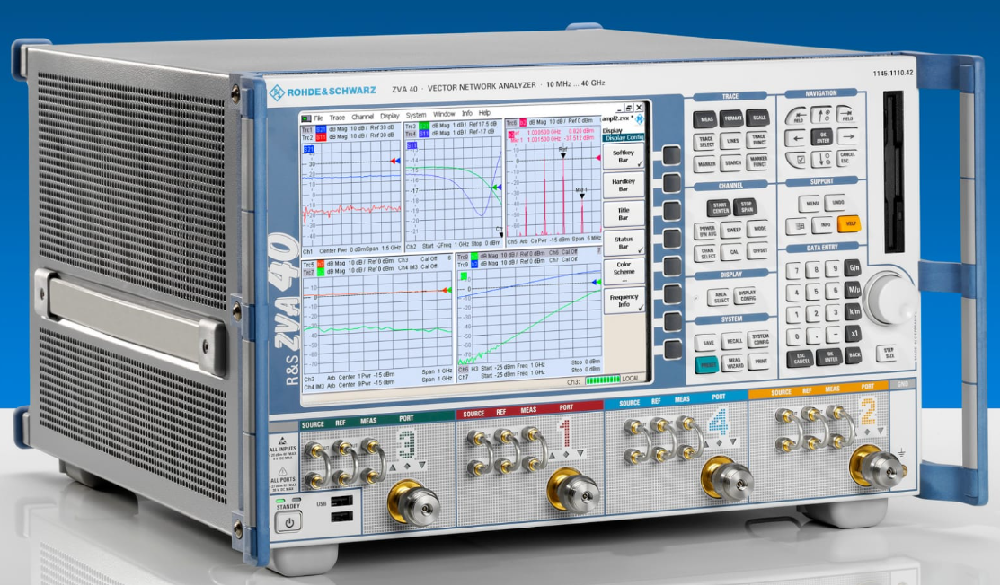 1145.1110.42
ROHDE&SCHWARZ ZVA 40 · VECTOR NETWORK ANALYZER · 10 MHz ... 40 GHz
R&S ZVA 40
File Trace Channel Display System Window Info Help
Trc1 S21 dB Mag 10 dB / Ref 30 dB
Trc2 S11 dB Mag 10 dB / Ref 30 dB
Ch1 Center Pwr 0 dBm Span 1.5 GHz
dB Mag 1 dB / Ref 17.5 dB
dB Mag 1 dB / Ref -17 dB
Ch2 Start -2 Freq 1 GHz Stop 0 dBm
dB Mag 10 dB / Ref 0 dBm
Ref
Mkr 1
Ch5 Arb Ce Pwr -15 dBm Span 5 MHz
dB Mag 10 dB / Ref 0 dBm Ch3 Cal Off
dB Mag 10 dB / Ref 0 dBm Ch4 IM3 Cal Off
Ch3 Arb Center 1 Pwr -15 dBm Span 1 GHz
Ch4 IM3 Arb Center 9 Pwr -15 dBm Span 1 GHz
dB Mag 10 dB / Ref 0 dBm Ch6 Cal Off
dB Mag 10 dB / Ref 0 dBm Ch7 Cal Off
Ch6 H3 Start -25 dBm Freq 1 GHz Stop 0 dBm
Ch7 Start -25 dBm Freq 1 GHz Stop 0 dBm
ampl2.zvx *
Display
Display Config
Softkey
Bar
Hardkey
Bar
Title
Bar
Status
Bar
Color
Scheme
...
Frequency
Info
Ch3: LOCAL
TRACE
MEAS FORMAT SCALE
TRACE SELECT LINES TRACE FUNCT
MARKER SEARCH MARKER FUNCT
CHANNEL
START CENTER STOP SPAN
POWER BW AVG SWEEP MODE
CHAN SELECT CAL OFFSET
DISPLAY
AREA SELECT DISPLAY CONFIG
SYSTEM
SAVE RECALL SYSTEM CONFIG
PRESET MEAS WIZARD PRINT
NAVIGATION
FIELD FIELD
OK ENTER
CANCEL ESC
SUPPORT
MENU UNDO
INFO HELP
DATA ENTRY
7 8 9 G/n
4 5 6 M/µ
1 2 3 k/m
0 . - x1
ESC CANCEL OK ENTER BACK
STEP SIZE
SOURCE REF MEAS PORT
3
SOURCE REF MEAS PORT
1
SOURCE REF MEAS PORT
4
SOURCE REF MEAS PORT
2
GND
ALL INPUTS
ALL PORTS
STANDBY
USB